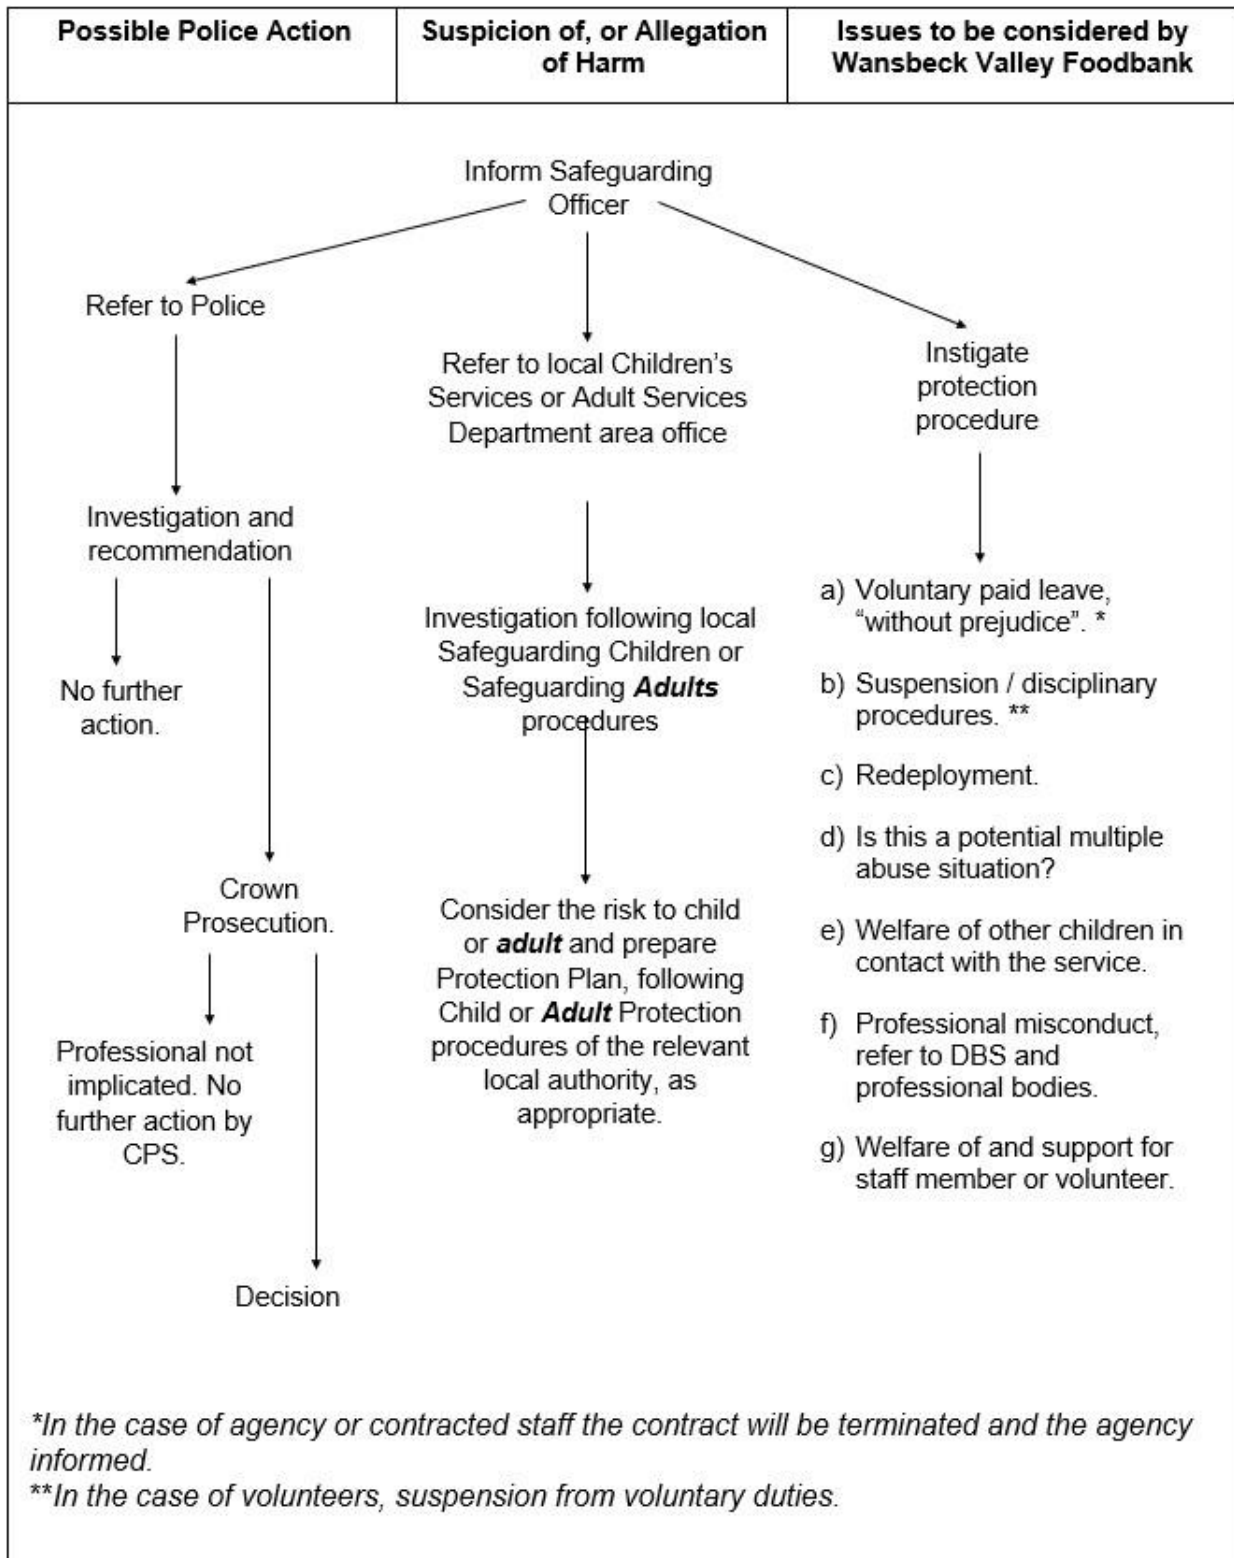 Possible Police Action
Suspicion of, or Allegation
of Harm
Issues to be considered by
Wansbeck Valley Foodbank
Inform Safeguarding
Officer
Refer to Police
Refer to local Children’s
Services or Adult Services
Department area office
Instigate
protection
procedure
Investigation and
recommendation
Investigation following local
Safeguarding Children or
Safeguarding Adults
procedures
No further
action.
Crown
Prosecution.
Consider the risk to child
or adult and prepare
Protection Plan, following
Child or Adult Protection
procedures of the relevant
local authority, as
appropriate.
Professional not
implicated. No
further action by
CPS.
Decision
a) Voluntary paid leave,
“without prejudice”. *
b) Suspension / disciplinary
procedures. **
c) Redeployment.
d) Is this a potential multiple
abuse situation?
e) Welfare of other children in
contact with the service.
f) Professional misconduct,
refer to DBS and
professional bodies.
g) Welfare of and support for
staff member or volunteer.
*In the case of agency or contracted staff the contract will be terminated and the agency
informed.
**In the case of volunteers, suspension from voluntary duties.